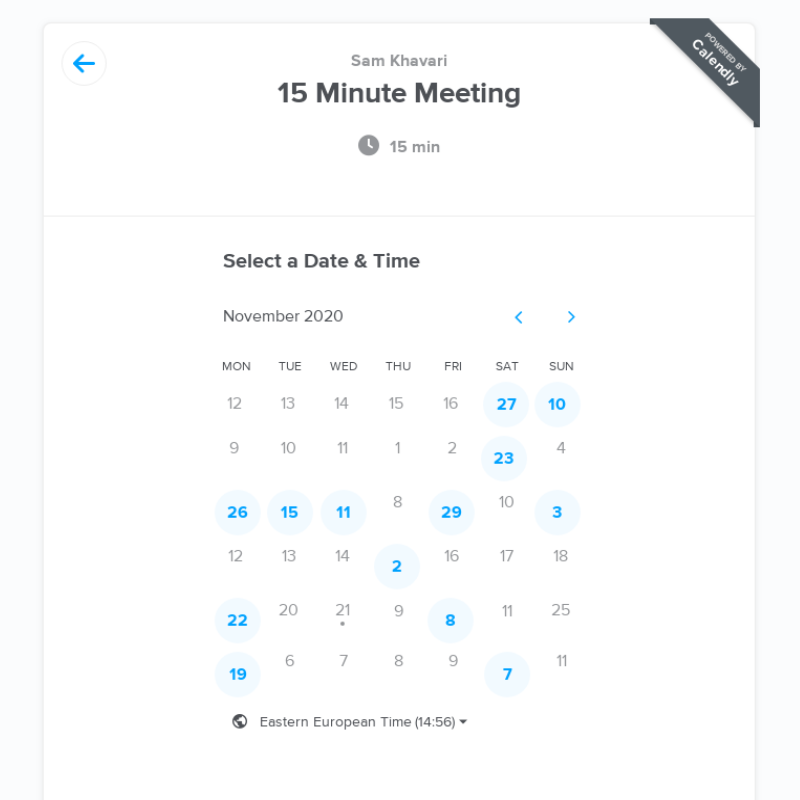 POWERED BY
Calendly
Sam Khavari
15 Minute Meeting
15 min
Select a Date & Time
November 2020
MON TUE WED THU FRI SAT SUN
12 13 14 15 16 27 10
9 10 11 1 2 23 4
26 15 11 8 29 10 3
12 13 14 2 16 17 18
22 20 21 9 8 11 25
19 6 7 8 9 7 11
Eastern European Time (14:56)